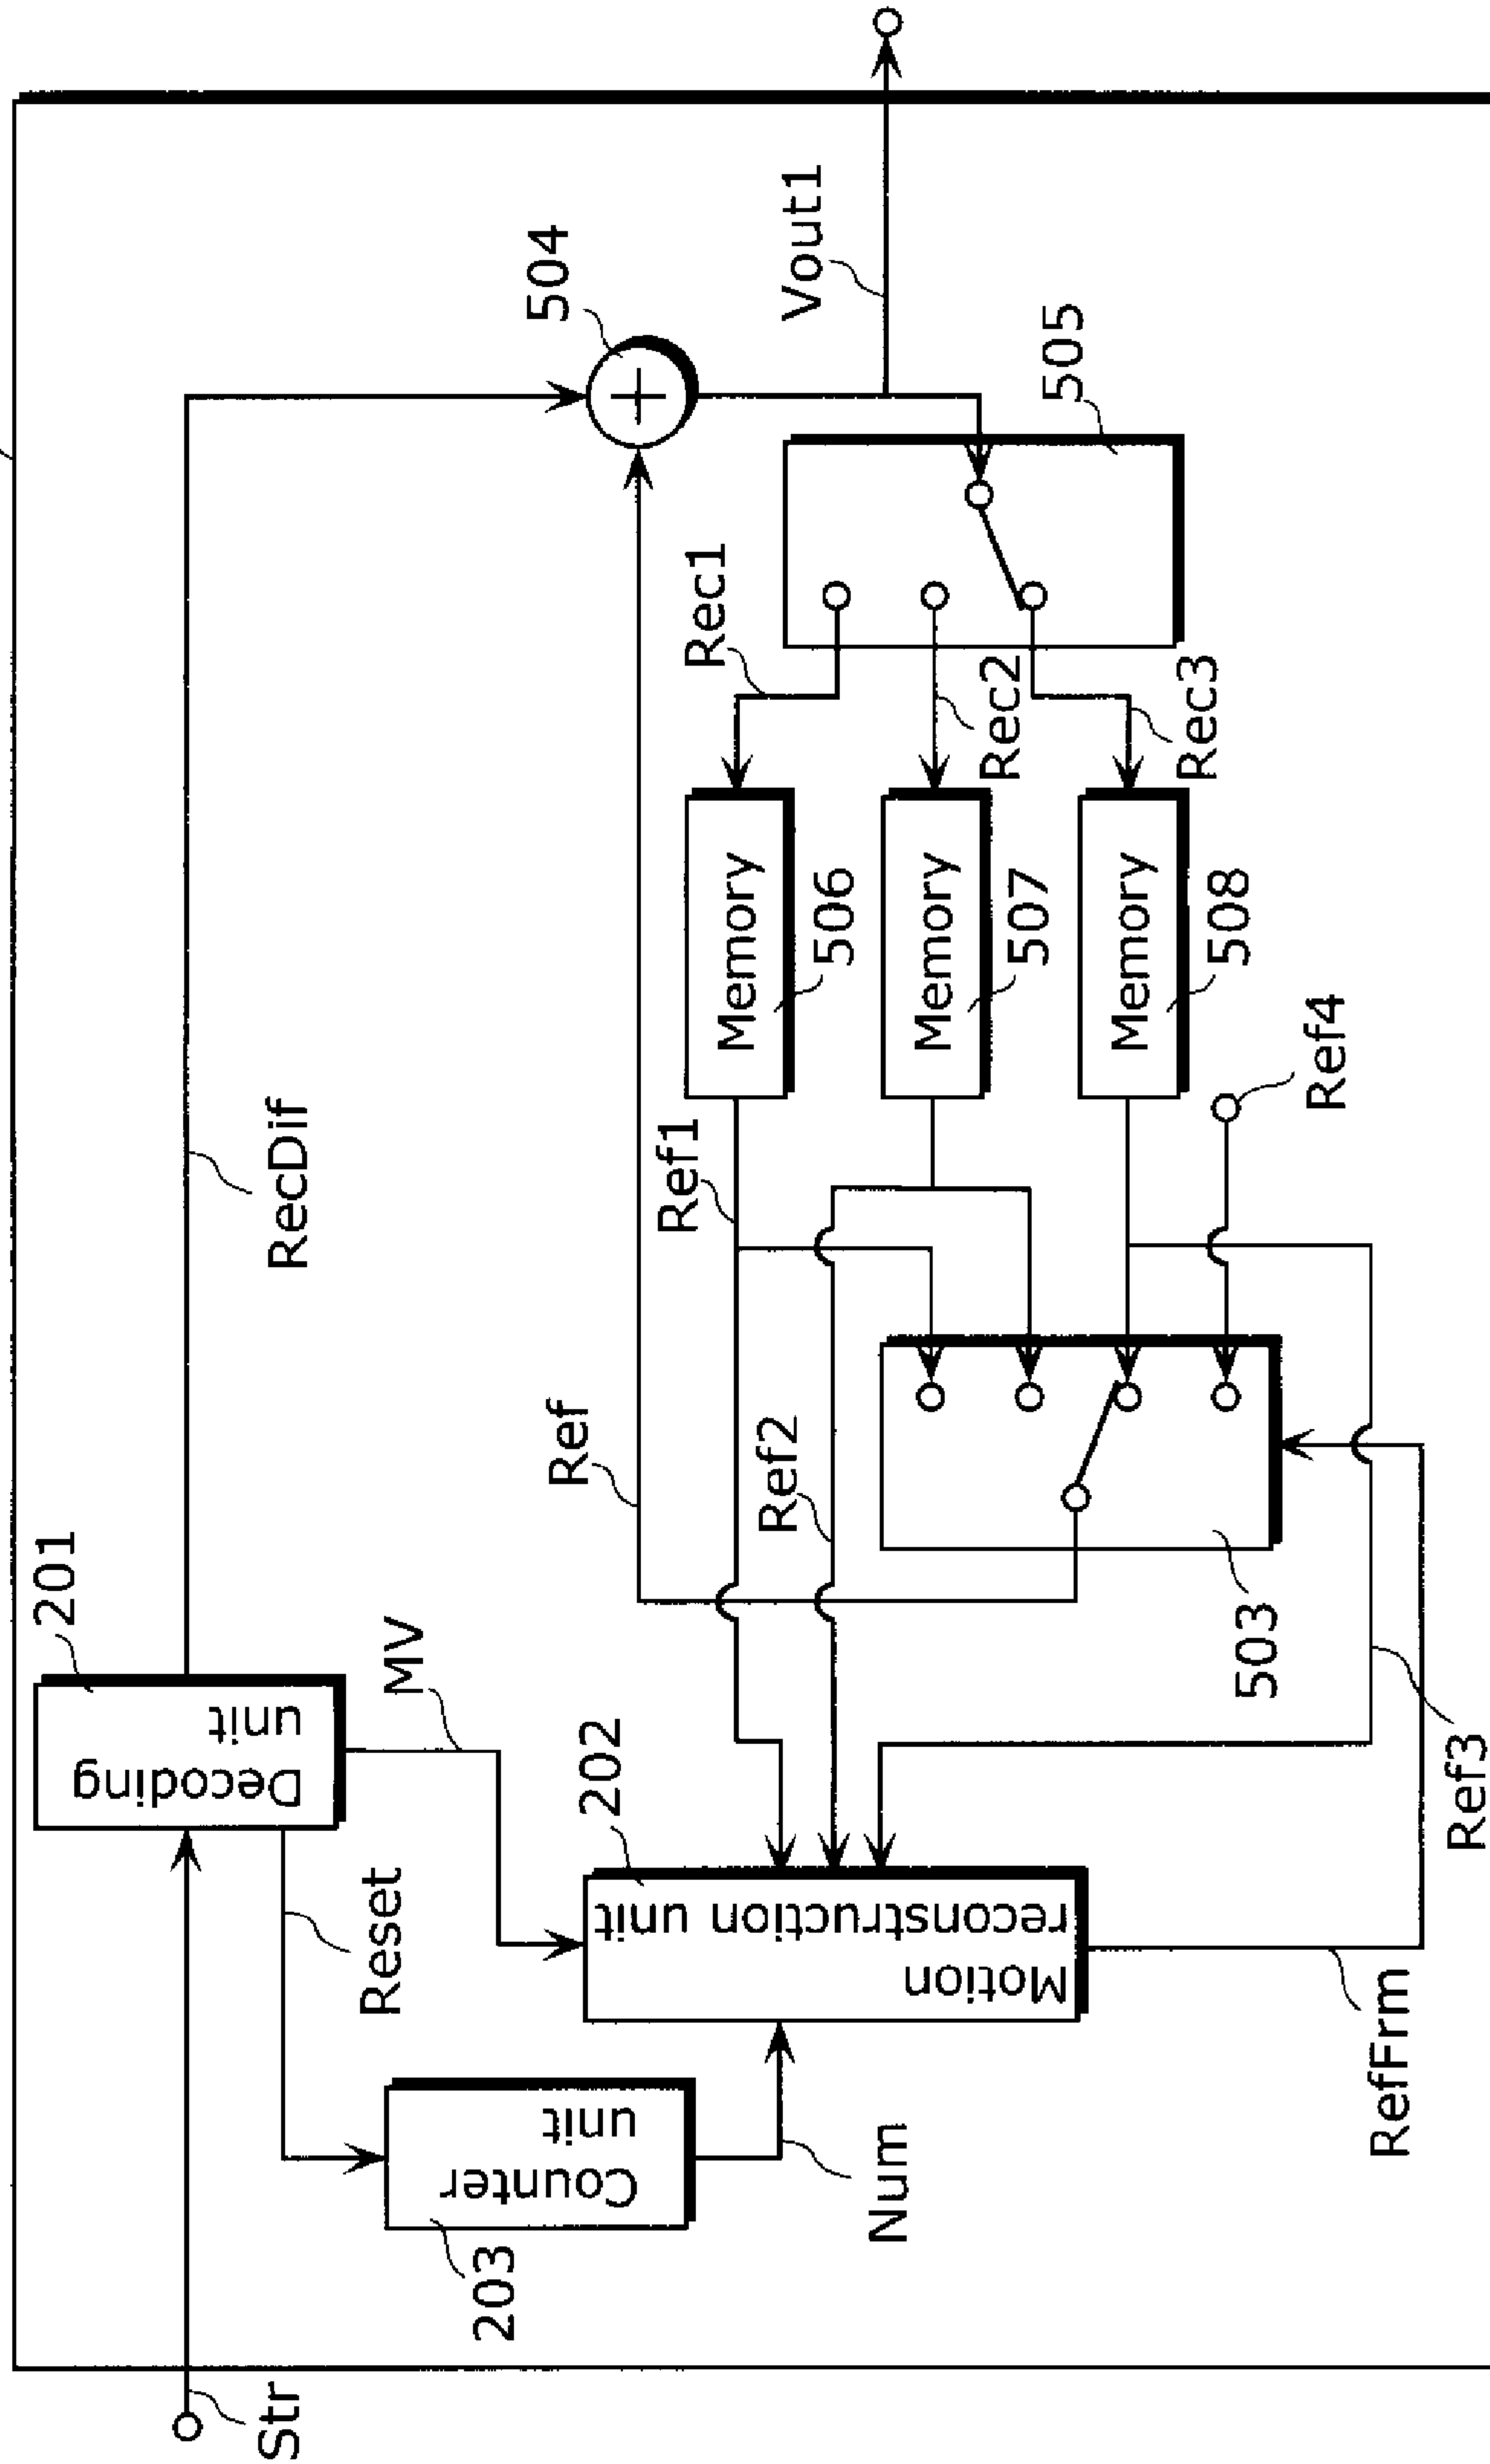 Str
Decoding
unit
201
RecDif
Reset
MV
Counter
unit
203
Num
Motion
reconstruction unit
202
RefFrm
Ref
Ref1
Ref2
Ref3
Ref4
503
504
Memory
506
Memory
507
Memory
508
Rec1
Rec2
Rec3
505
Vout1